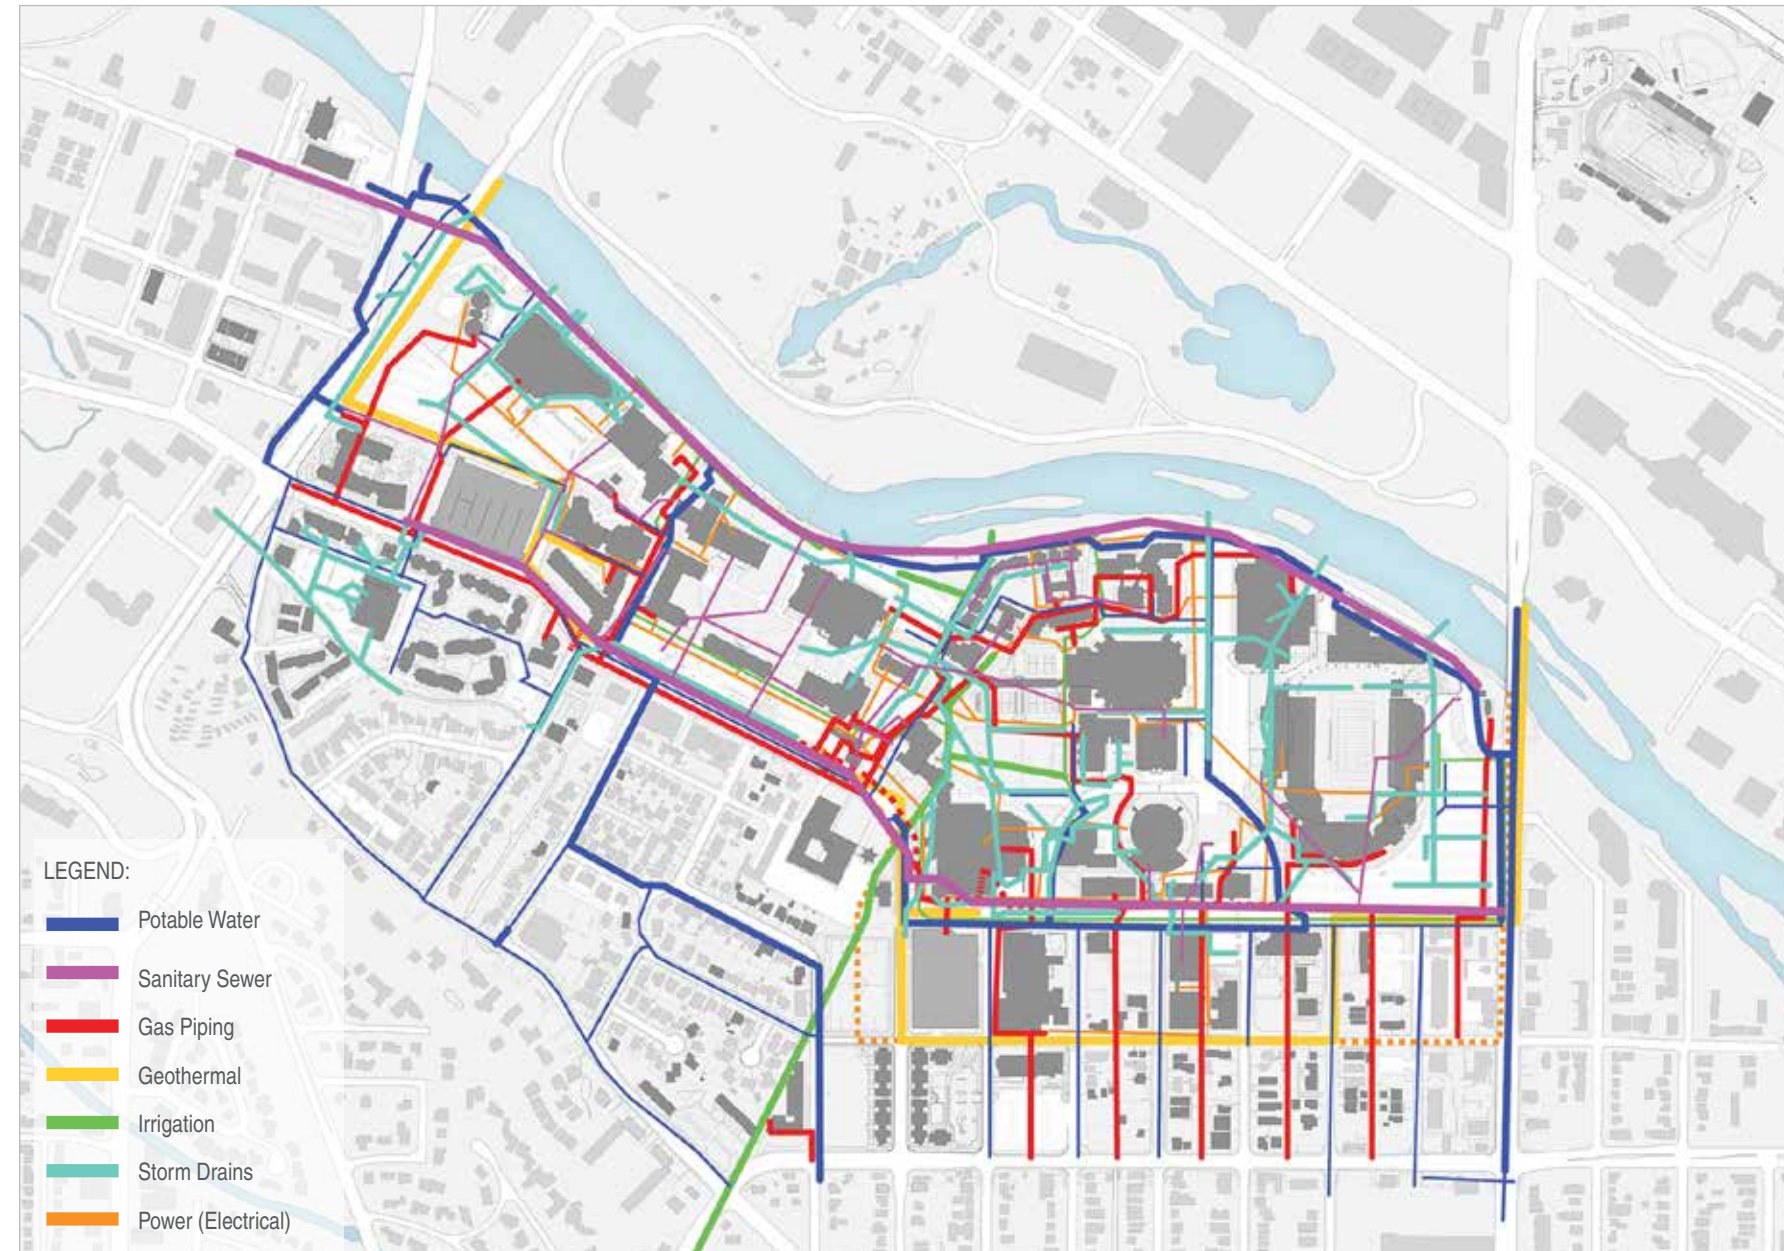 LEGEND:
Potable Water
Sanitary Sewer
Gas Piping
Geothermal
Irrigation
Storm Drains
Power (Electrical)